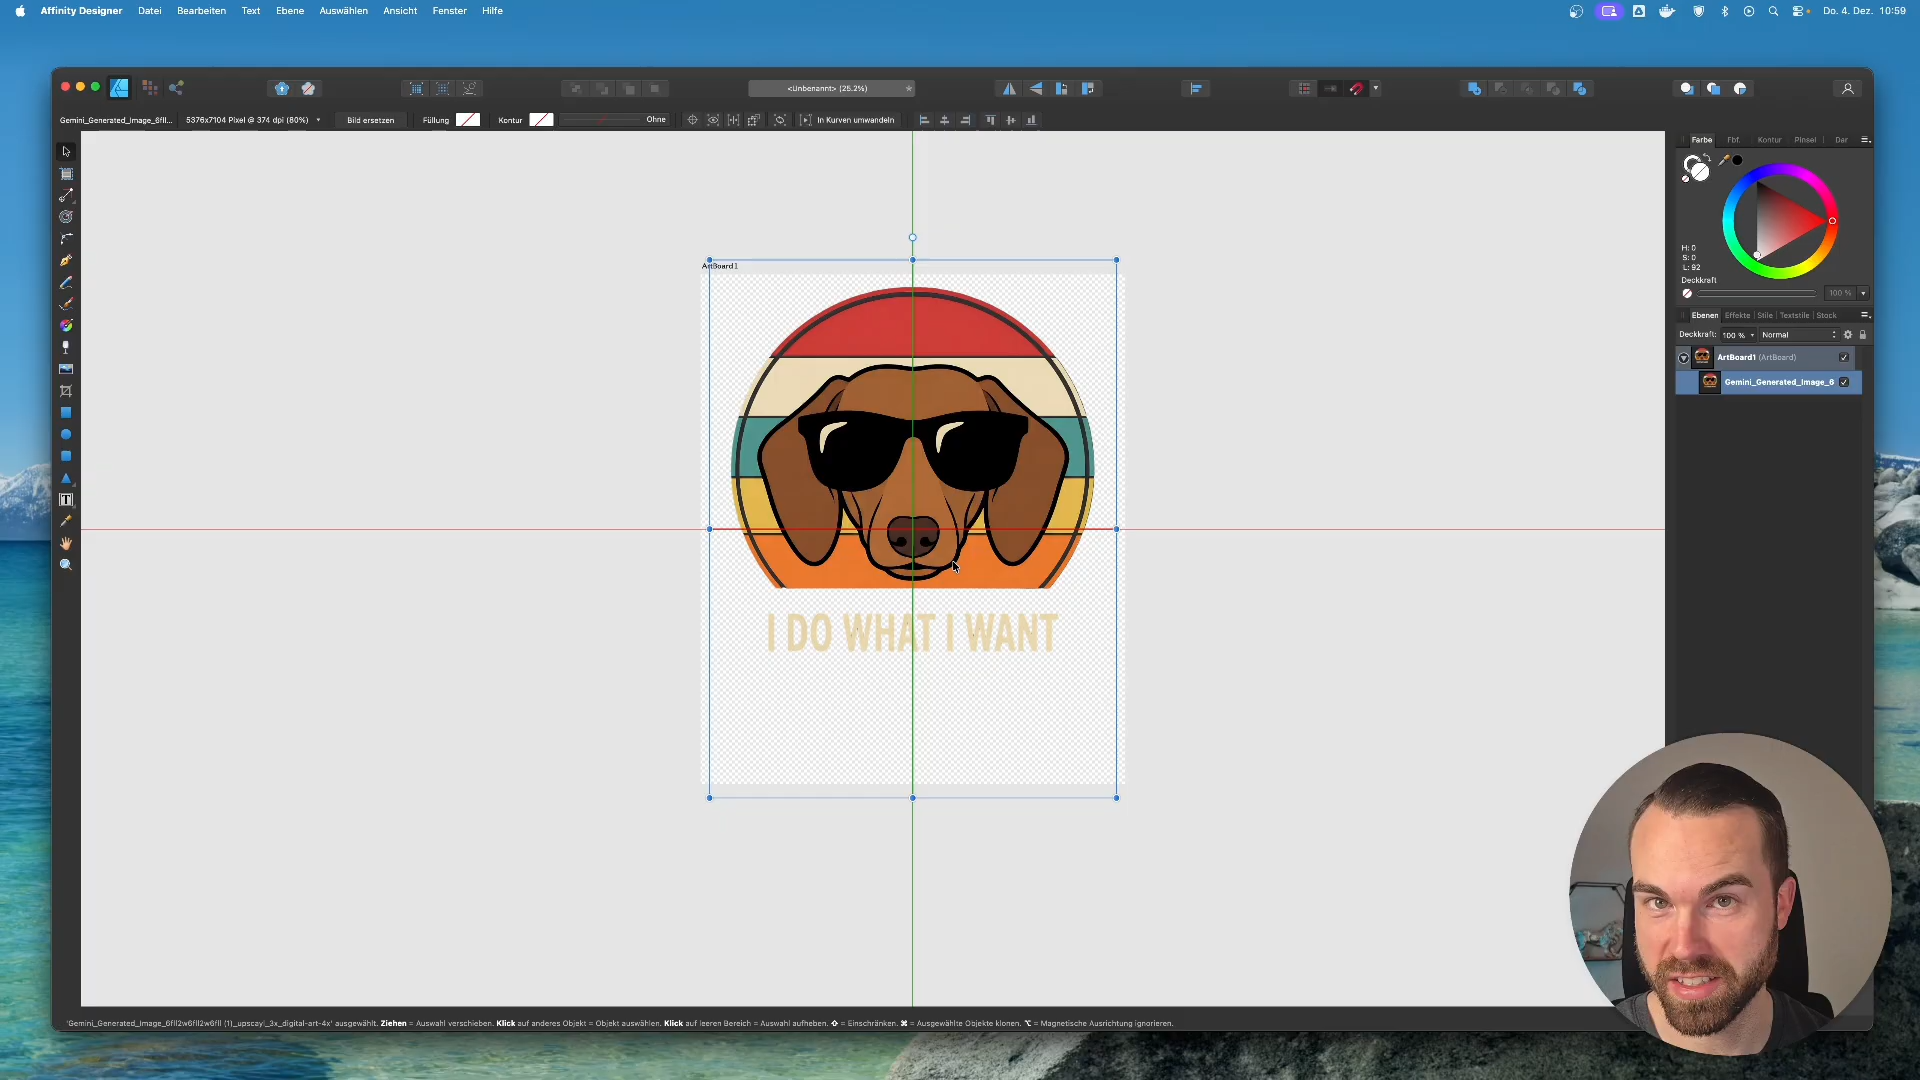 Affinity Designer Datei Bearbeiten Text Ebene Auswählen Ansicht Fenster Hilfe Do. 4. Dez. 10:59
<Unbenannt> (25.2%)
Gemini_Generated_Image_6fll... 5376x7104 Pixel @ 374 dpi (80%) Bild ersetzen Füllung Kontur Ohne In Kurven umwandeln
Farbe Fbf. Kontur Pinsel Dar
H: 0
S: 0
L: 92
Deckkraft
100 %
ArtBoard1
Ebenen Effekte Stile Textstile Stock
Deckkraft: 100 % Normal
ArtBoard1 (ArtBoard)
Gemini_Generated_Image_6
I DO WHAT I WANT
'Gemini_Generated_Image_6fll2w6fll2w6fll (1)_upscayl_3x_digital-art-4x' ausgewählt. Ziehen = Auswahl verschieben. Klick auf anderes Objekt = Objekt auswählen. Klick auf leeren Bereich = Auswahl aufheben. ⇧ = Einschränken. ⌘ = Ausgewählte Objekte klonen. ⌥ = Magnetische Ausrichtung ignorieren.